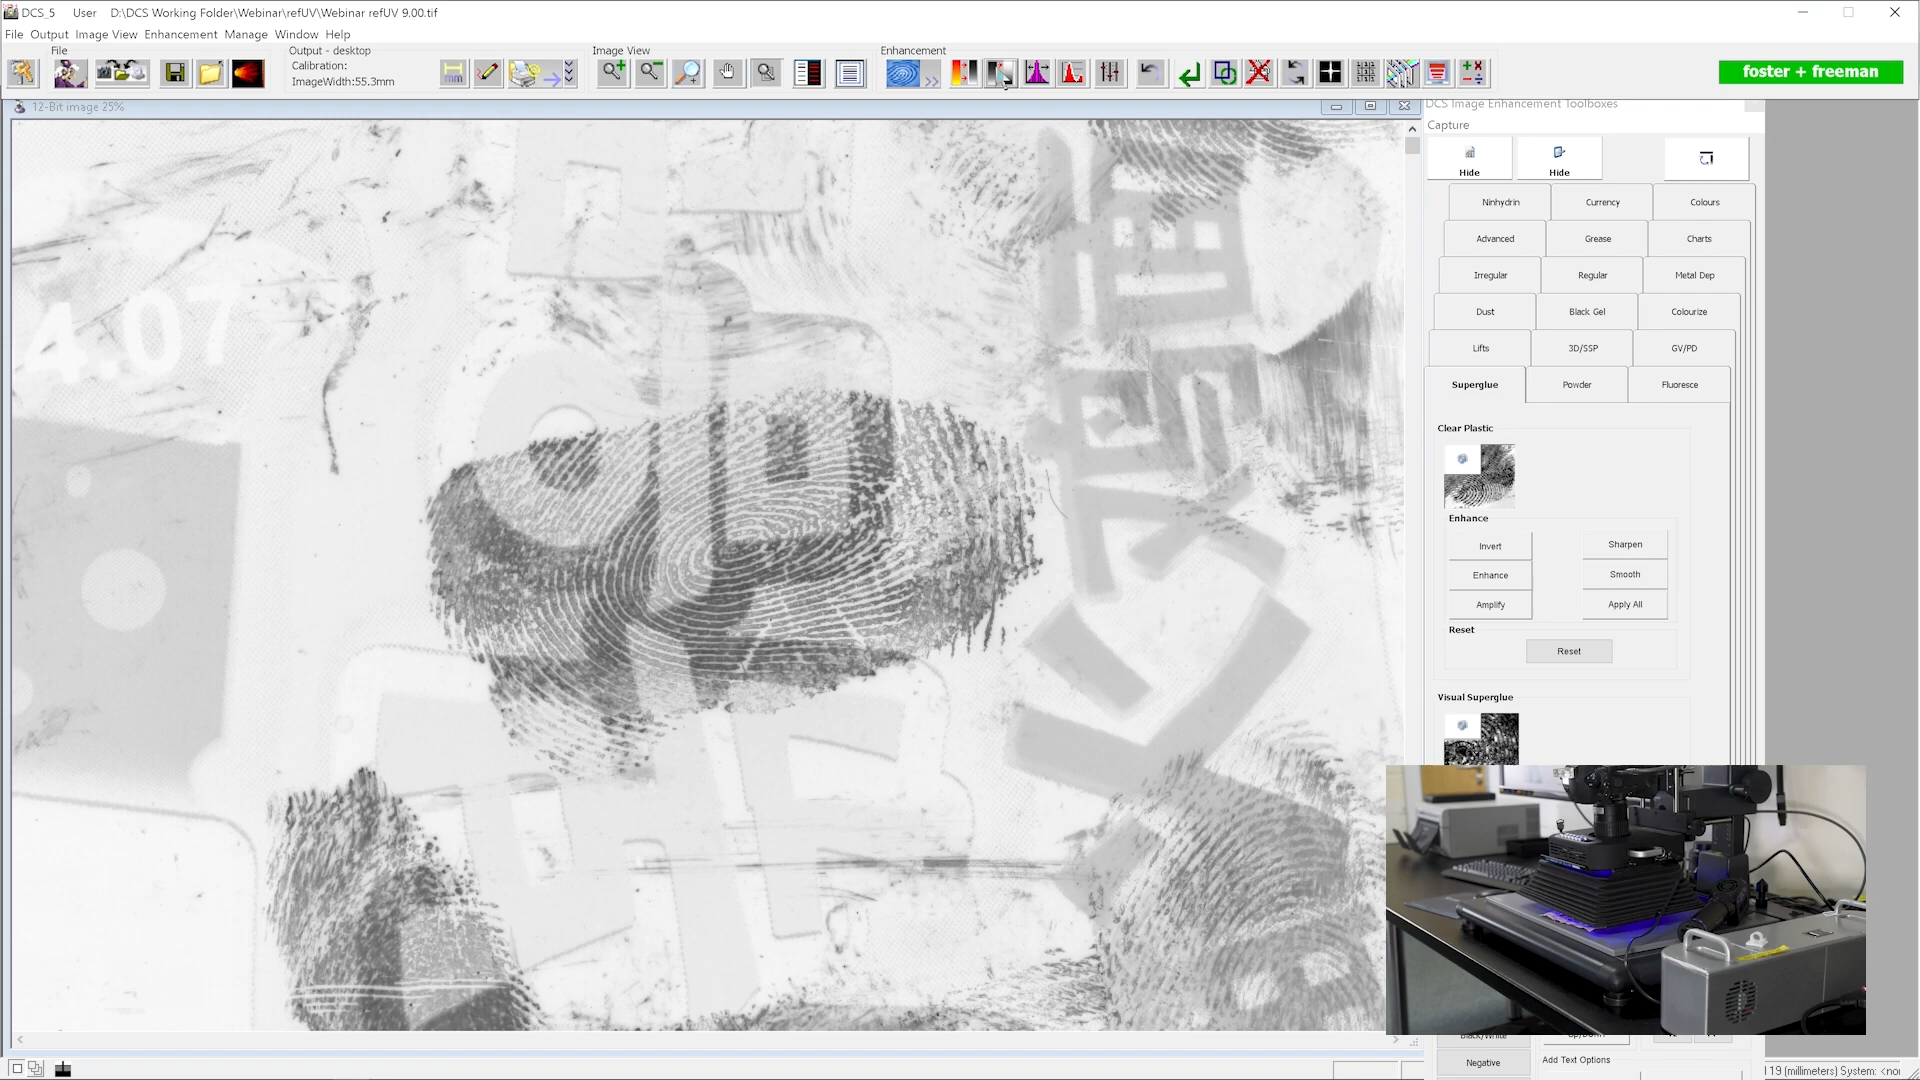 DCS_5 User D:\DCS Working Folder\Webinar\refUV\Webinar refUV 9.00.tif
File Output Image View Enhancement Manage Window Help
File
Output - desktop
Calibration:
ImageWidth:55.3mm
Image View
Enhancement
foster + freeman
12-Bit image 25%
DCS Image Enhancement Toolboxes
Capture
Hide Hide
Ninhydrin Currency Colours
Advanced Grease Charts
Irregular Regular Metal Dep
Dust Black Gel Colourize
Lifts 3D/SSP GV/PD
Superglue Powder Fluoresce
Clear Plastic
Enhance
Invert Sharpen
Enhance Smooth
Amplify Apply All
Reset
Reset
Visual Superglue
4.07
Black/White
Negative Add Text Options
19 (millimeters) System: